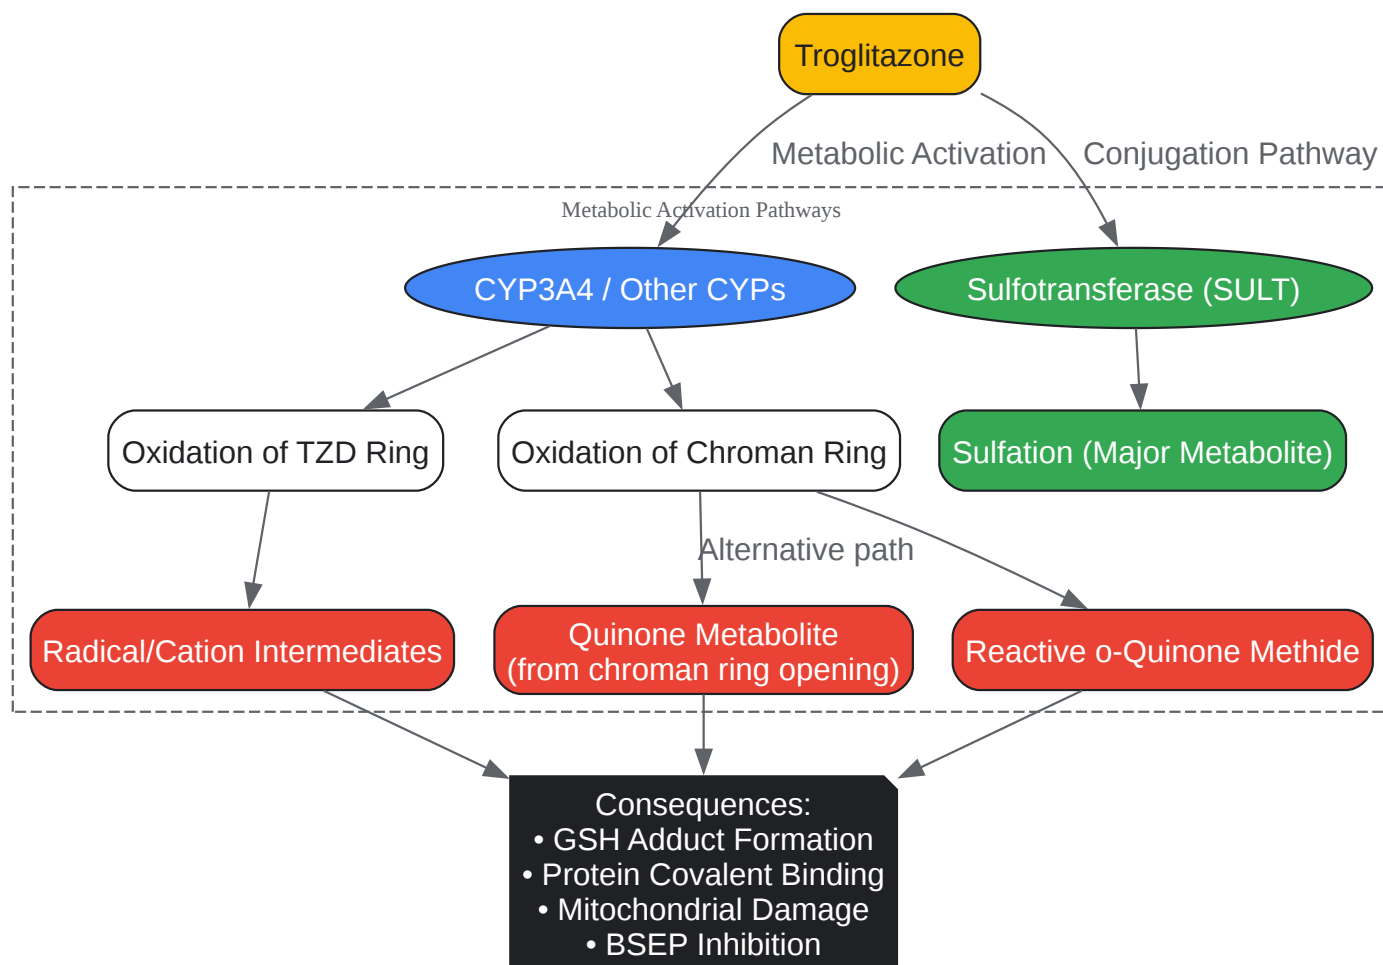 Troglitazone
Metabolic Activation
Conjugation Pathway
Metabolic Activation Pathways
CYP3A4 / Other CYPs
Sulfotransferase (SULT)
Oxidation of TZD Ring
Oxidation of Chroman Ring
Sulfation (Major Metabolite)
Alternative path
Radical/Cation Intermediates
Quinone Metabolite
(from chroman ring opening)
Reactive o-Quinone Methide
Consequences:
• GSH Adduct Formation
• Protein Covalent Binding
• Mitochondrial Damage
• BSEP Inhibition